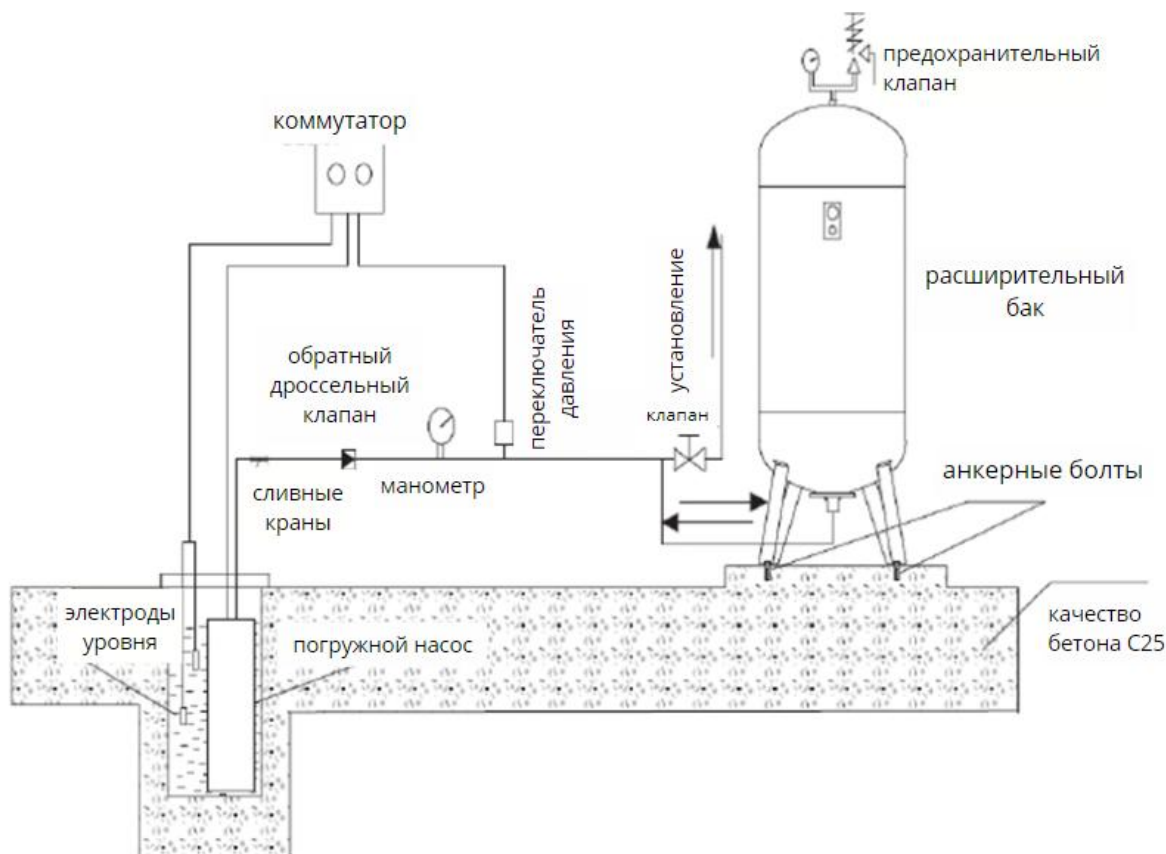 предохранительный
клапан
коммутатор
расширительный
бак
установление
переключатель
давления
обратный
дроссельный
клапан
клапан
манометр
сливные
краны
анкерные болты
электроды
уровня
погружной насос
качество
бетона C25